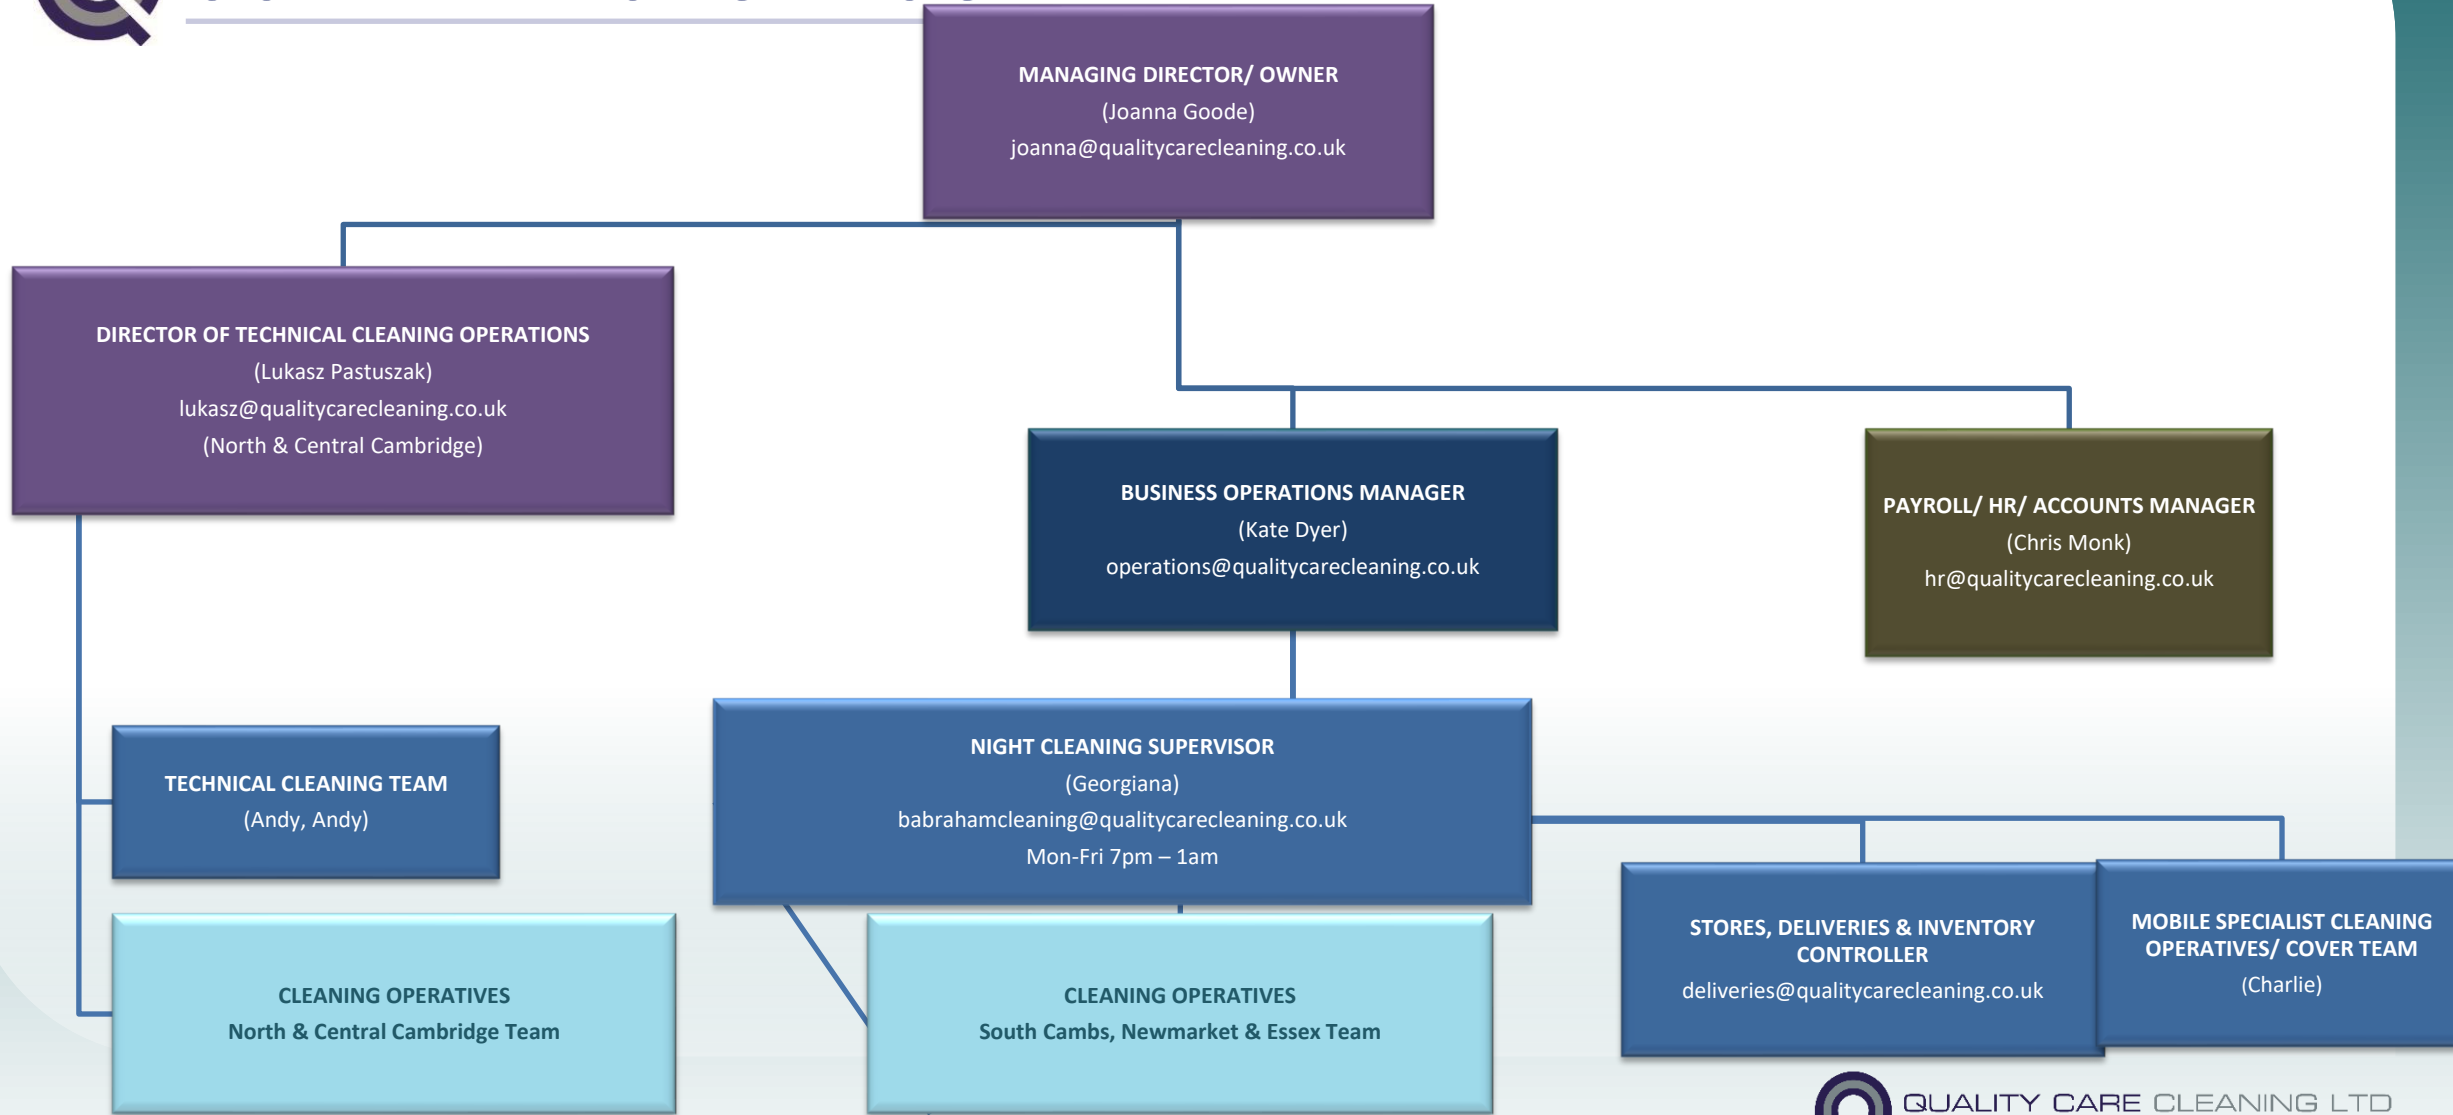 MANAGING DIRECTOR/ OWNER
(Joanna Goode)
joanna@qualitycarecleaning.co.uk
DIRECTOR OF TECHNICAL CLEANING OPERATIONS
(Lukasz Pastuszak)
lukasz@qualitycarecleaning.co.uk
(North & Central Cambridge)
BUSINESS OPERATIONS MANAGER
(Kate Dyer)
operations@qualitycarecleaning.co.uk
PAYROLL/ HR/ ACCOUNTS MANAGER
(Chris Monk)
hr@qualitycarecleaning.co.uk
TECHNICAL CLEANING TEAM
(Andy, Andy)
NIGHT CLEANING SUPERVISOR
(Georgiana)
babrahamcleaning@qualitycarecleaning.co.uk
Mon-Fri 7pm – 1am
CLEANING OPERATIVES
North & Central Cambridge Team
CLEANING OPERATIVES
South Cambs, Newmarket & Essex Team
STORES, DELIVERIES & INVENTORY
CONTROLLER
deliveries@qualitycarecleaning.co.uk
MOBILE SPECIALIST CLEANING
OPERATIVES/ COVER TEAM
(Charlie)
QUALITY CARE CLEANING LTD